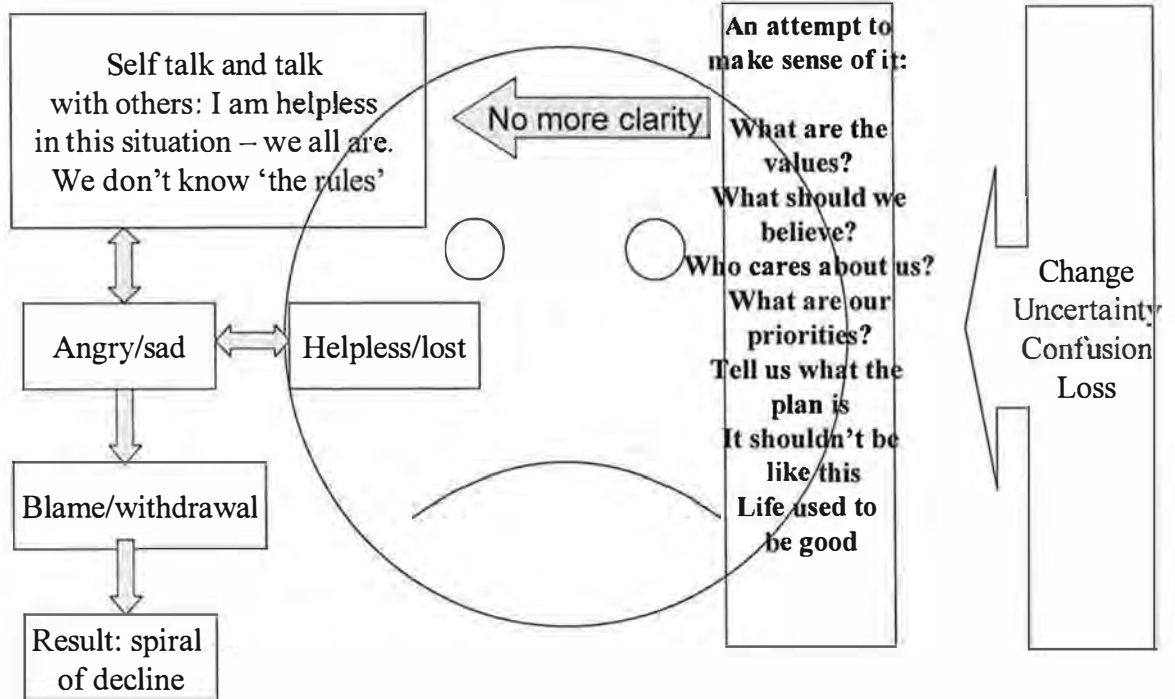 Self talk and talk
with others: I am helpless
in this situation – we all are.
We don't know ‘the rules’
Angry/sad
Helpless/lost
Blame/withdrawal
Result: spiral
of decline
No more clarity
An attempt to
make sense of it:
What are the
values?
What should we
believe?
Who cares about us?
What are our
priorities?
Tell us what the
plan is
It shouldn't be
like this
Life used to
be good
Change
Uncertainty
Confusion
Loss